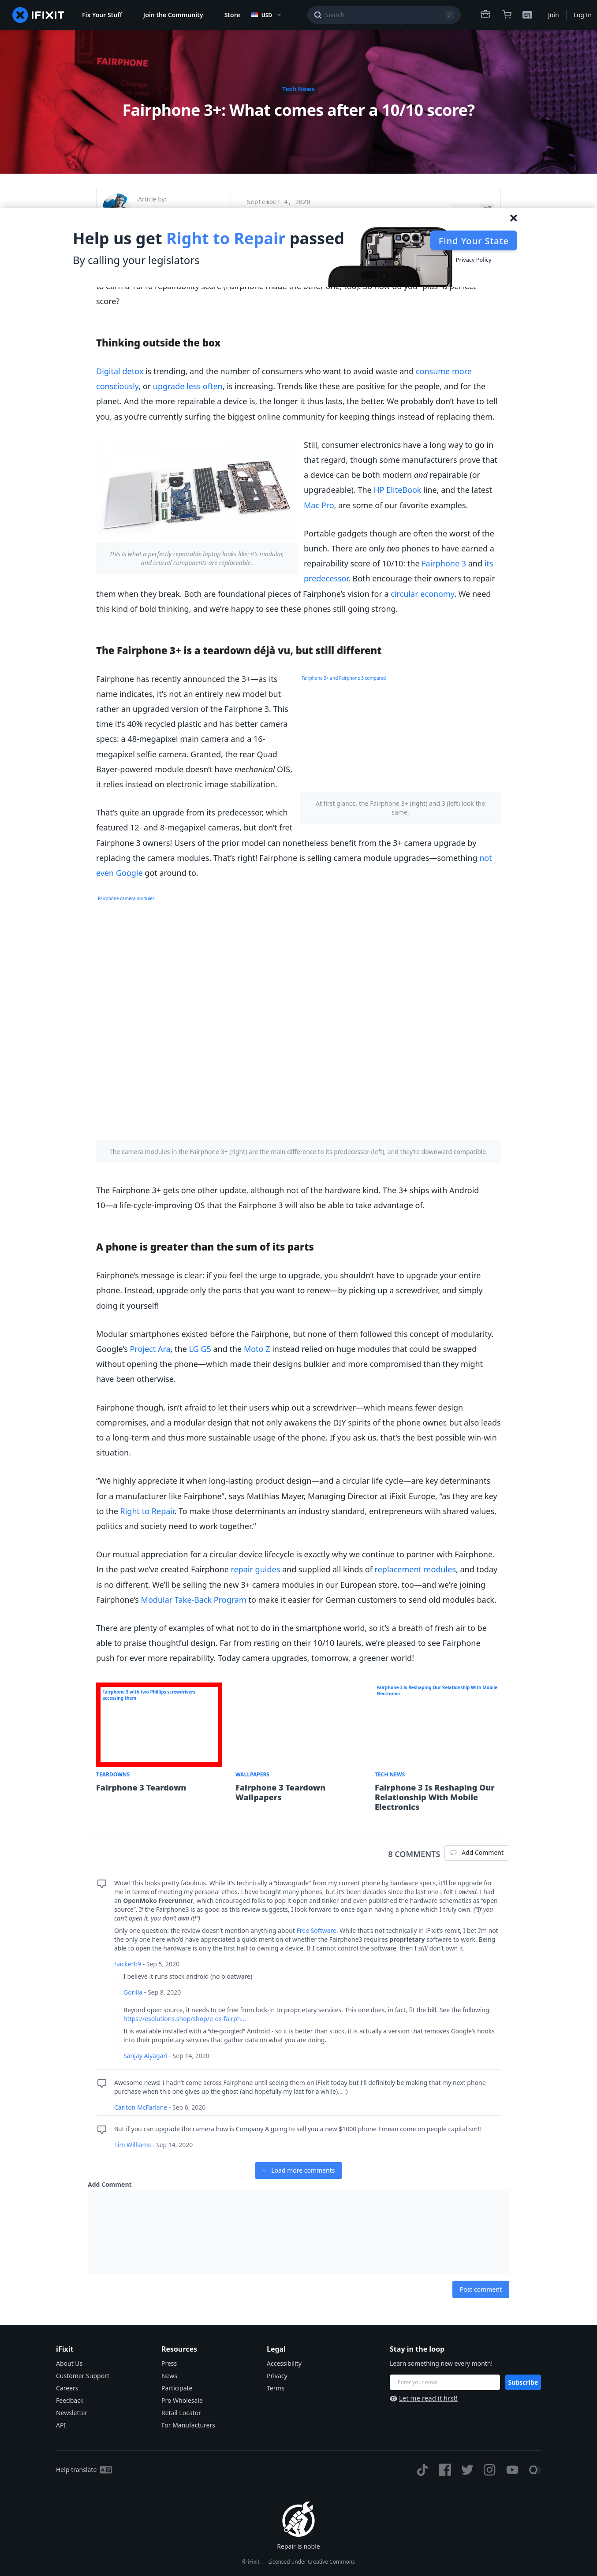 IFIXIT
Fix Your Stuff
Join the Community
Store
USD
Search
/
EN
Join
Log In
FAIRPHONE
Tech News
Fairphone 3+: What comes after a 10/10 score?
Article by:
September 4, 2020
Help us get Right to Repair passed
By calling your legislators
Find Your State
Privacy Policy
score?
Thinking outside the box
Digital detox is trending, and the number of consumers who want to avoid waste and consume more
consciously, or upgrade less often, is increasing. Trends like these are positive for the people, and for the
planet. And the more repairable a device is, the longer it thus lasts, the better. We probably don’t have to tell
you, as you’re currently surfing the biggest online community for keeping things instead of replacing them.
Still, consumer electronics have a long way to go in
that regard, though some manufacturers prove that
a device can be both modern and repairable (or
upgradeable). The HP EliteBook line, and the latest
Mac Pro, are some of our favorite examples.
This is what a perfectly repairable laptop looks like: it’s modular,
and crucial components are replaceable.
Portable gadgets though are often the worst of the
bunch. There are only two phones to have earned a
repairability score of 10/10: the Fairphone 3 and its
predecessor. Both encourage their owners to repair
them when they break. Both are foundational pieces of Fairphone’s vision for a circular economy. We need
this kind of bold thinking, and we’re happy to see these phones still going strong.
The Fairphone 3+ is a teardown déjà vu, but still different
Fairphone has recently announced the 3+—as its
name indicates, it’s not an entirely new model but
rather an upgraded version of the Fairphone 3. This
time it’s 40% recycled plastic and has better camera
specs: a 48-megapixel main camera and a 16-
megapixel selfie camera. Granted, the rear Quad
Bayer-powered module doesn’t have mechanical OIS,
it relies instead on electronic image stabilization.
Fairphone 3+ and Fairphone 3 compared
At first glance, the Fairphone 3+ (right) and 3 (left) look the
same.
That’s quite an upgrade from its predecessor, which
featured 12- and 8-megapixel cameras, but don’t fret
Fairphone 3 owners! Users of the prior model can nonetheless benefit from the 3+ camera upgrade by
replacing the camera modules. That’s right! Fairphone is selling camera module upgrades—something not
even Google got around to.
Fairphone camera modules
The camera modules in the Fairphone 3+ (right) are the main difference to its predecessor (left), and they’re downward compatible.
The Fairphone 3+ gets one other update, although not of the hardware kind. The 3+ ships with Android
10—a life-cycle-improving OS that the Fairphone 3 will also be able to take advantage of.
A phone is greater than the sum of its parts
Fairphone’s message is clear: if you feel the urge to upgrade, you shouldn’t have to upgrade your entire
phone. Instead, upgrade only the parts that you want to renew—by picking up a screwdriver, and simply
doing it yourself!
Modular smartphones existed before the Fairphone, but none of them followed this concept of modularity.
Google’s Project Ara, the LG G5 and the Moto Z instead relied on huge modules that could be swapped
without opening the phone—which made their designs bulkier and more compromised than they might
have been otherwise.
Fairphone though, isn’t afraid to let their users whip out a screwdriver—which means fewer design
compromises, and a modular design that not only awakens the DIY spirits of the phone owner, but also leads
to a long-term and thus more sustainable usage of the phone. If you ask us, that’s the best possible win-win
situation.
“We highly appreciate it when long-lasting product design—and a circular life cycle—are key determinants
for a manufacturer like Fairphone”, says Matthias Mayer, Managing Director at iFixit Europe, “as they are key
to the Right to Repair. To make those determinants an industry standard, entrepreneurs with shared values,
politics and society need to work together.”
Our mutual appreciation for a circular device lifecycle is exactly why we continue to partner with Fairphone.
In the past we’ve created Fairphone repair guides and supplied all kinds of replacement modules, and today
is no different! We’ll be selling the new 3+ camera modules in our European store, too—and we’re joining
Fairphone’s Modular Take-Back Program to make it easier for German customers to send old modules back.
There are plenty of examples of what not to do in the smartphone world, so it’s a breath of fresh air to be
able to praise thoughtful design. Far from resting on their 10/10 laurels, we’re pleased to see Fairphone
push for ever more repairability. Today camera upgrades, tomorrow, a greener world!
Fairphone 3 with two Phillips screwdrivers
accessing them
TEARDOWNS
Fairphone 3 Teardown
WALLPAPERS
Fairphone 3 Teardown
Wallpapers
Fairphone 3 is Reshaping Our Relationship With Mobile
Electronics
TECH NEWS
Fairphone 3 Is Reshaping Our
Relationship With Mobile
Electronics
8 COMMENTS
Add Comment
Wow! This looks pretty fabulous. While it’s technically a “downgrade” from my current phone by hardware specs, it’ll be upgrade for
me in terms of meeting my personal ethos. I have bought many phones, but it’s been decades since the last one I felt I owned. I had
an OpenMoko Freerunner, which encouraged folks to pop it open and tinker and even published the hardware schematics as “open
source”. If the Fairphone3 is as good as this review suggests, I look forward to once again having a phone which I truly own. (“If you
can’t open it, you don’t own it!”)
Only one question: the review doesn’t mention anything about Free Software. While that’s not technically in iFixit’s remit, I bet I’m not
the only one here who’d have appreciated a quick mention of whether the Fairphone3 requires proprietary software to work. Being
able to open the hardware is only the first half to owning a device. If I cannot control the software, then I still don’t own it.
hackerb9 - Sep 5, 2020
I believe it runs stock android (no bloatware)
Gorilla - Sep 8, 2020
Beyond open source, it needs to be free from lock-in to proprietary services. This one does, in fact, fit the bill. See the following:
https://esolutions.shop/shop/e-os-fairph...
It is available installed with a “de-googled” Android - so it is better than stock, it is actually a version that removes Google’s hooks
into their proprietary services that gather data on what you are doing.
Sanjay Aiyagari - Sep 14, 2020
Awesome news! I hadn’t come across Fairphone until seeing them on iFixit today but I’ll definitely be making that my next phone
purchase when this one gives up the ghost (and hopefully my last for a while)... :)
Carlton McFarlane - Sep 6, 2020
But if you can upgrade the camera how is Company A going to sell you a new $1000 phone I mean come on people capitalism!!
Tim Williams - Sep 14, 2020
Load more comments
Add Comment
Post comment
iFixit
About Us
Customer Support
Careers
Feedback
Newsletter
API
Resources
Press
News
Participate
Pro Wholesale
Retail Locator
For Manufacturers
Legal
Accessibility
Privacy
Terms
Stay in the loop
Learn something new every month!
Enter your email
Subscribe
Let me read it first!
Help translate
Repair is noble
© iFixit — Licensed under Creative Commons